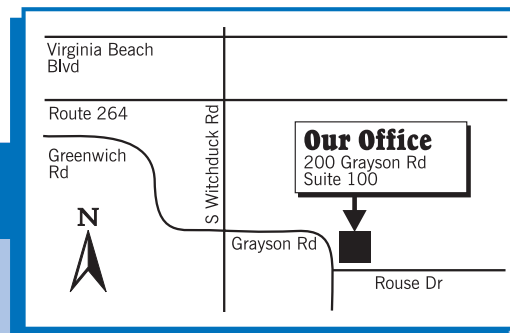 Virginia Beach
Blvd
Route 264
Greenwich
Rd
S Witchduck Rd
Our Office
200 Grayson Rd
Suite 100
N
Grayson Rd
Rouse Dr